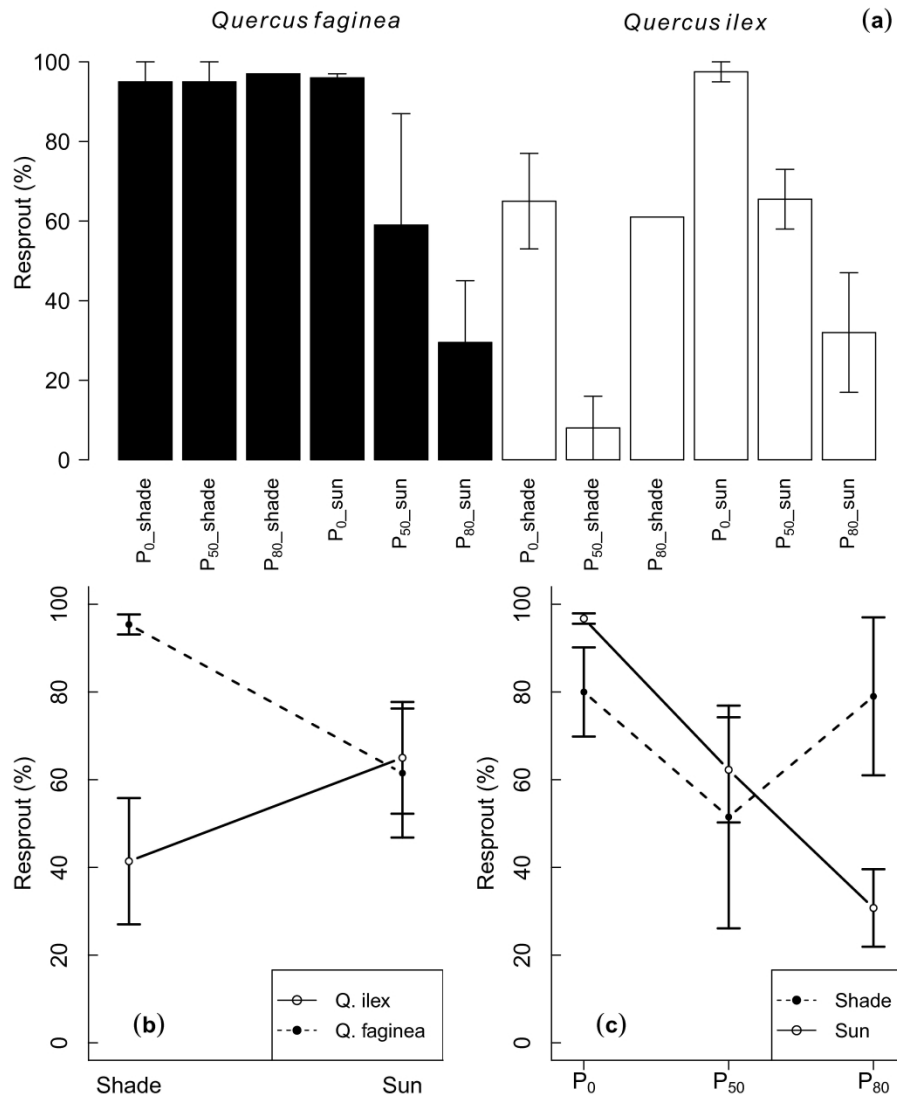 Quercus faginea
Quercus ilex
(a)
Resprout (%)
100
80
60
40
20
0
P₀_shade
P₅₀_shade
P₈₀_shade
P₀_sun
P₅₀_sun
P₈₀_sun
P₀_shade
P₅₀_shade
P₈₀_shade
P₀_sun
P₅₀_sun
P₈₀_sun
Resprout (%)
100
80
60
40
20
0
(b)
Q. ilex
Q. faginea
Shade
Sun
Resprout (%)
100
80
60
40
20
0
(c)
Shade
Sun
P₀
P₅₀
P₈₀